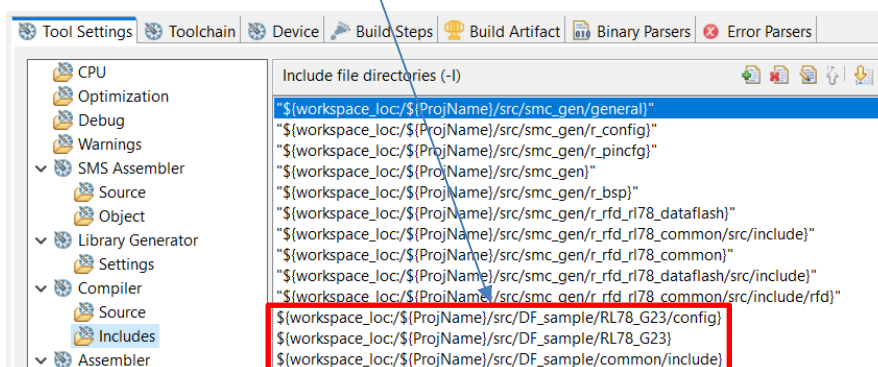 Tool Settings Toolchain Device Build Steps Build Artifact Binary Parsers Error Parsers
CPU
Optimization
Debug
Warnings
SMS Assembler
Source
Object
Library Generator
Settings
Compiler
Source
Includes
Assembler
Include file directories (-I)
"${workspace_loc:/${ProjName}/src/smc_gen/general}"
"${workspace_loc:/${ProjName}/src/smc_gen/r_config}"
"${workspace_loc:/${ProjName}/src/smc_gen/r_pincfg}"
"${workspace_loc:/${ProjName}/src/smc_gen}"
"${workspace_loc:/${ProjName}/src/smc_gen/r_bsp}"
"${workspace_loc:/${ProjName}/src/smc_gen/r_rfd_rl78_dataflash}"
"${workspace_loc:/${ProjName}/src/smc_gen/r_rfd_rl78_common/src/include}"
"${workspace_loc:/${ProjName}/src/smc_gen/r_rfd_rl78_common}"
"${workspace_loc:/${ProjName}/src/smc_gen/r_rfd_rl78_dataflash/src/include}"
"${workspace_loc:/${ProjName}/src/smc_gen/r_rfd_rl78_common/src/include/rfd}"
${workspace_loc:/${ProjName}/src/DF_sample/RL78_G23/config}
${workspace_loc:/${ProjName}/src/DF_sample/RL78_G23}
${workspace_loc:/${ProjName}/src/DF_sample/common/include}